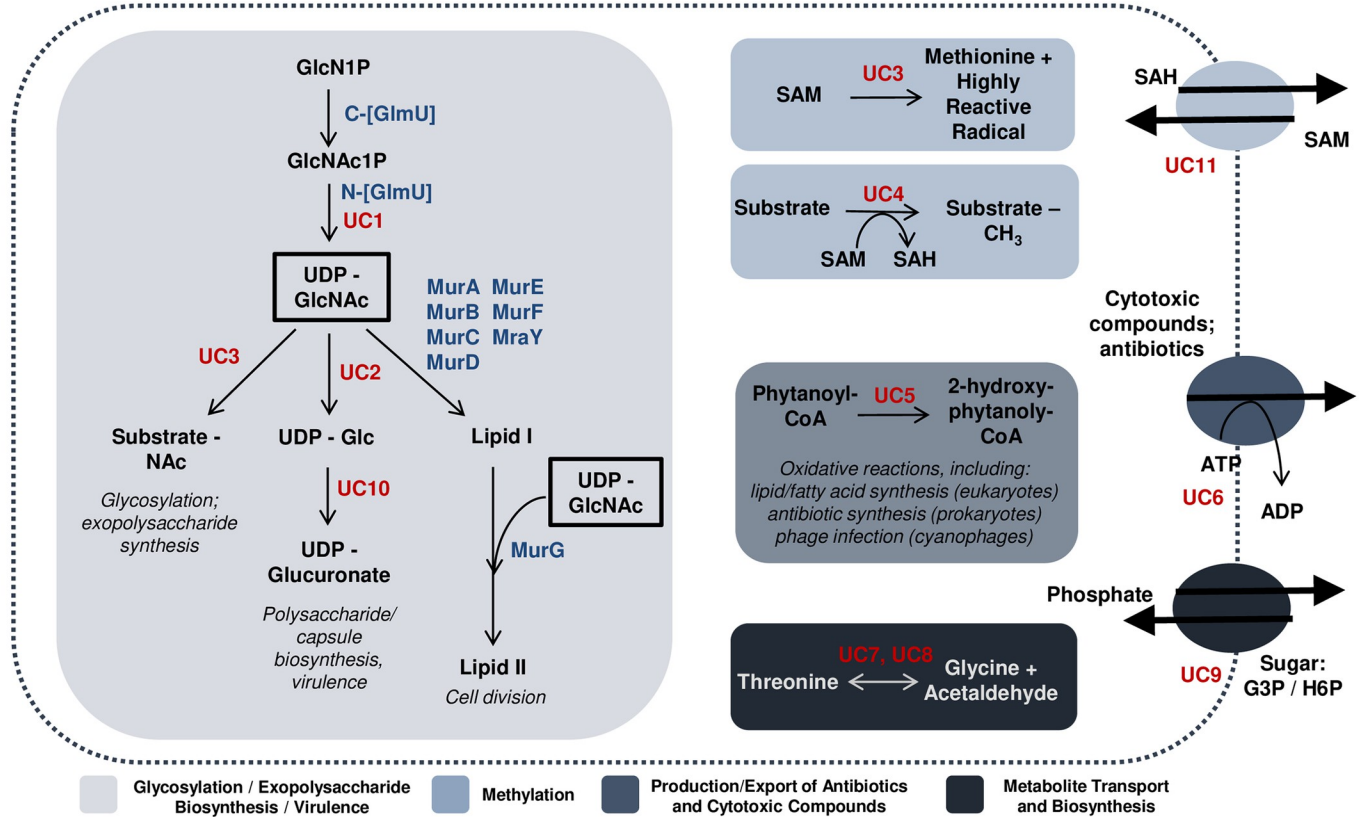 GlcN1P
C-[GlmU]
GlcNAc1P
N-[GlmU]
UC1
UDP -
GlcNAc
MurA MurE
MurB MurF
MurC MraY
MurD
UC3
UC2
Substrate -
NAc
Glycosylation;
exopolysaccharide
synthesis
UDP - Glc
UC10
UDP -
Glucuronate
Polysaccharide/
capsule
biosynthesis,
virulence
Lipid I
UDP -
GlcNAc
MurG
Lipid II
Cell division
SAM
UC3
Methionine +
Highly
Reactive
Radical
Substrate
UC4
Substrate –
CH₃
SAM
SAH
Phytanoyl-
CoA
UC5
2-hydroxy-
phytanoly-
CoA
Oxidative reactions, including:
lipid/fatty acid synthesis (eukaryotes)
antibiotic synthesis (prokaryotes)
phage infection (cyanophages)
Threonine
UC7, UC8
Glycine +
Acetaldehyde
SAH
SAM
UC11
Cytotoxic
compounds;
antibiotics
ATP
UC6
ADP
Phosphate
UC9
Sugar:
G3P / H6P
Glycosylation / Exopolysaccharide
Biosynthesis / Virulence
Methylation
Production/Export of Antibiotics
and Cytotoxic Compounds
Metabolite Transport
and Biosynthesis